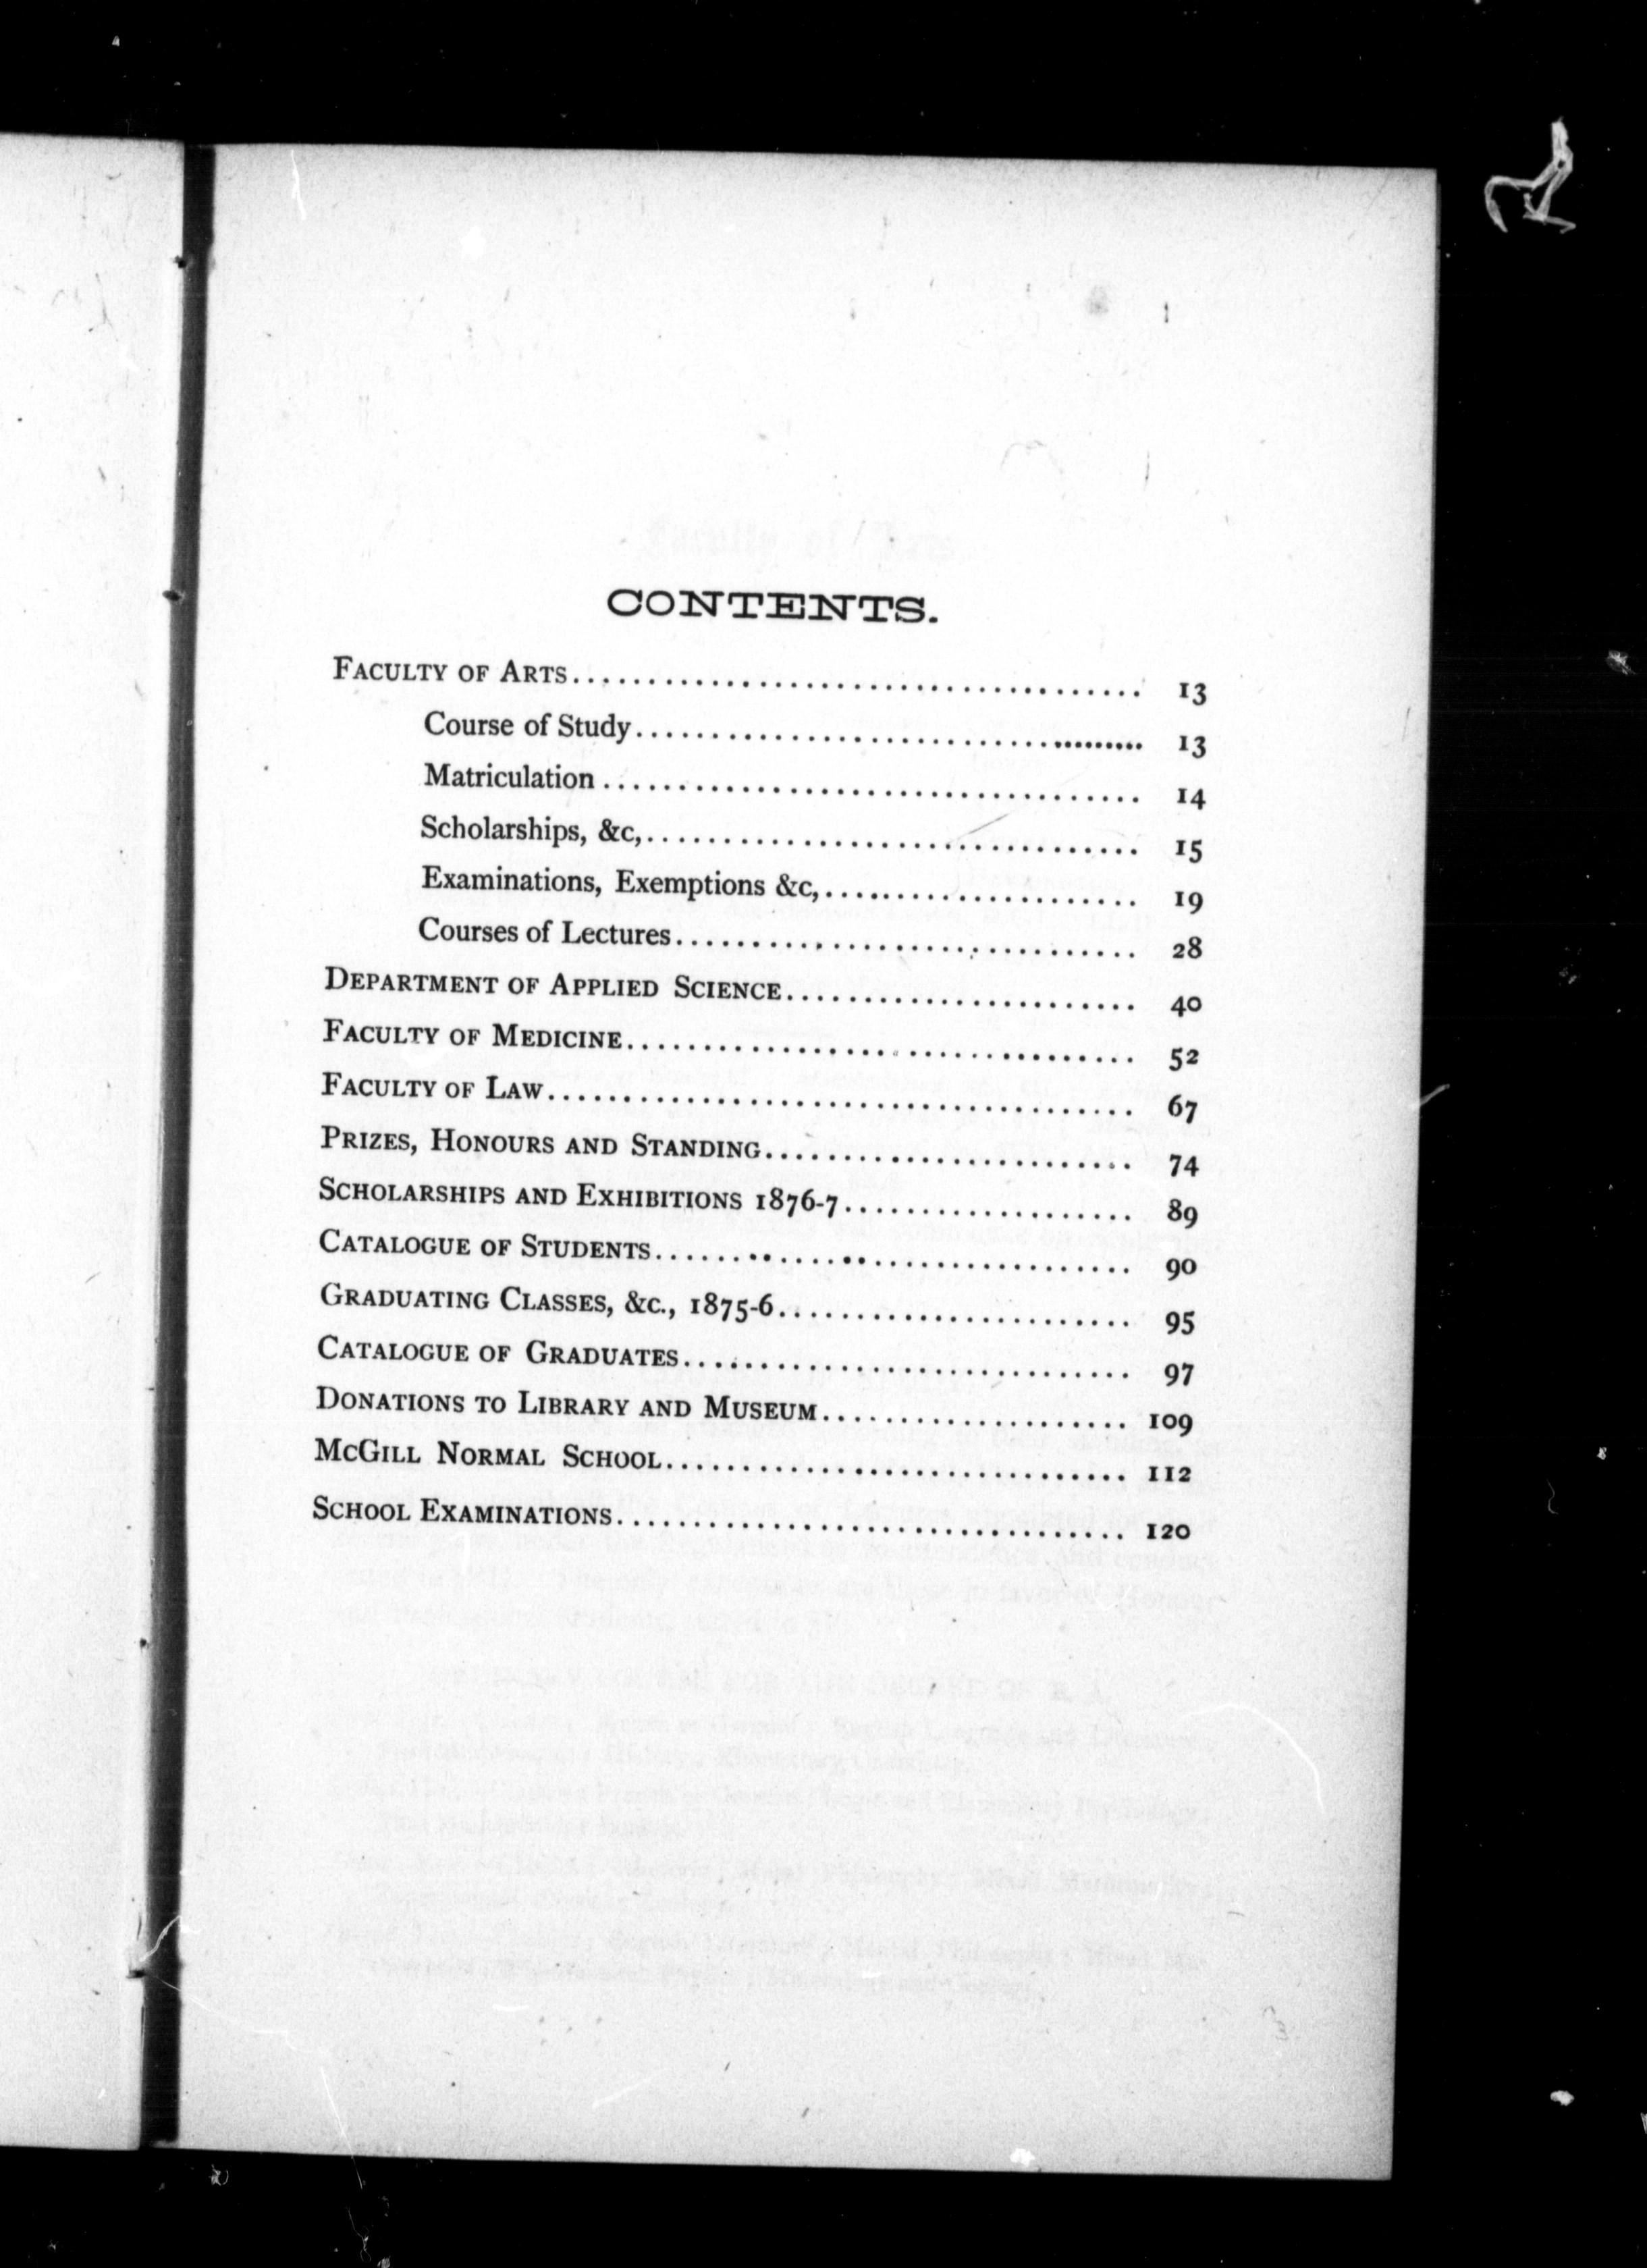 CONTENTS.
FACULTY OF ARTS........................................ 13
Course of Study.................................... 13
Matriculation .................................... 14
Scholarships, &c,.................................. 15
Examinations, Exemptions &c,...................... 19
Courses of Lectures............................... 28
DEPARTMENT OF APPLIED SCIENCE........................ 40
FACULTY OF MEDICINE.................................. 52
FACULTY OF LAW....................................... 67
PRIZES, HONOURS AND STANDING......................... 74
SCHOLARSHIPS AND EXHIBITIONS 1876-7................... 89
CATALOGUE OF STUDENTS................................ 90
GRADUATING CLASSES, &C., 1875-6........................ 95
CATALOGUE OF GRADUATES............................... 97
DONATIONS TO LIBRARY AND MUSEUM..................... 109
MCGILL NORMAL SCHOOL............................... 112
SCHOOL EXAMINATIONS.................................. 120